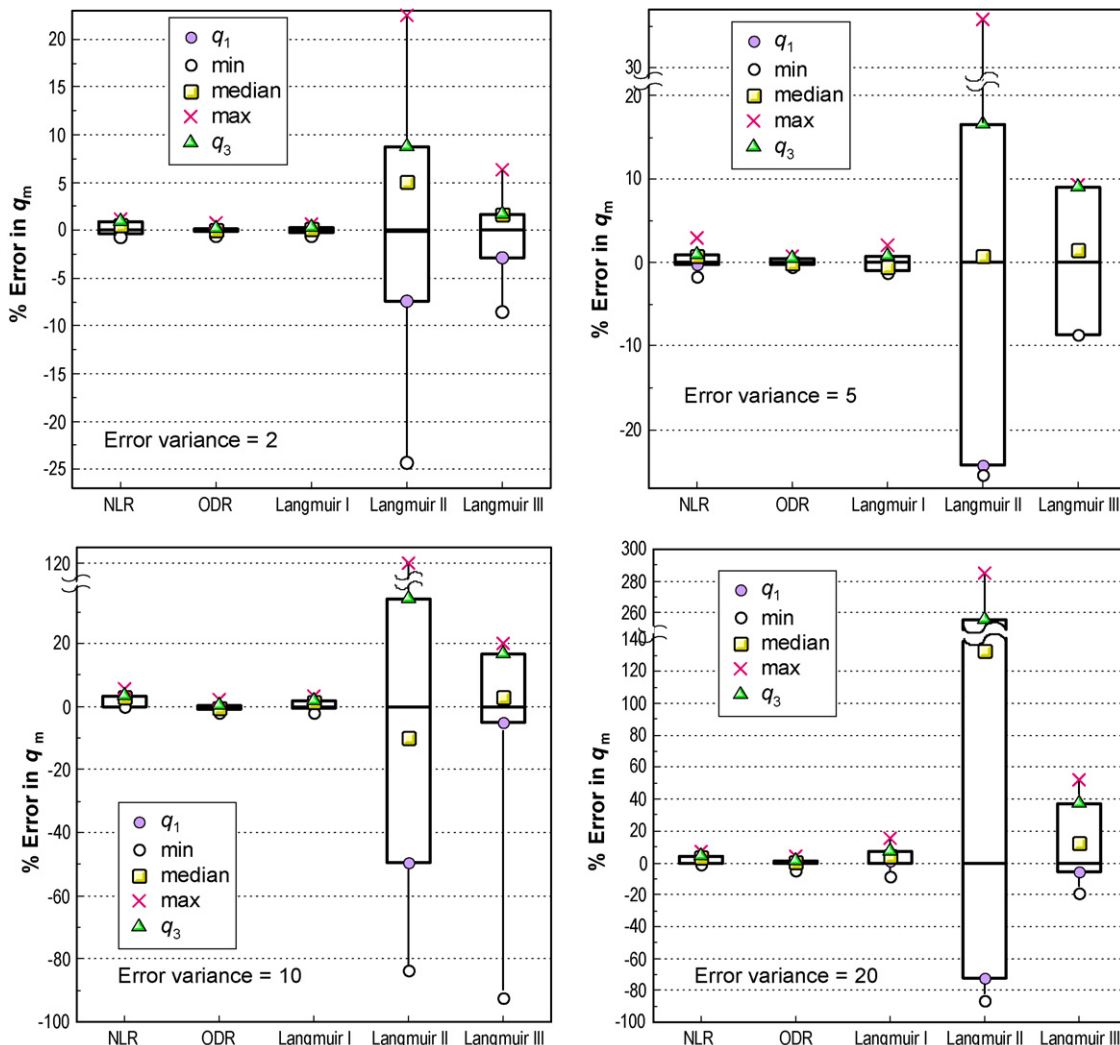 % Error in qm
20
15
10
5
0
-5
-10
-15
-20
-25
q1
min
median
max
q3
Error variance = 2
NLR ODR Langmuir I Langmuir II Langmuir III
% Error in qm
30
20
10
0
-10
-20
q1
min
median
max
q3
Error variance = 5
NLR ODR Langmuir I Langmuir II Langmuir III
% Error in qm
120
20
0
-20
-40
-60
-80
-100
q1
min
median
max
q3
Error variance = 10
NLR ODR Langmuir I Langmuir II Langmuir III
% Error in qm
300
280
260
140
120
100
80
60
40
20
0
-20
-40
-60
-80
-100
q1
min
median
max
q3
Error variance = 20
NLR ODR Langmuir I Langmuir II Langmuir III